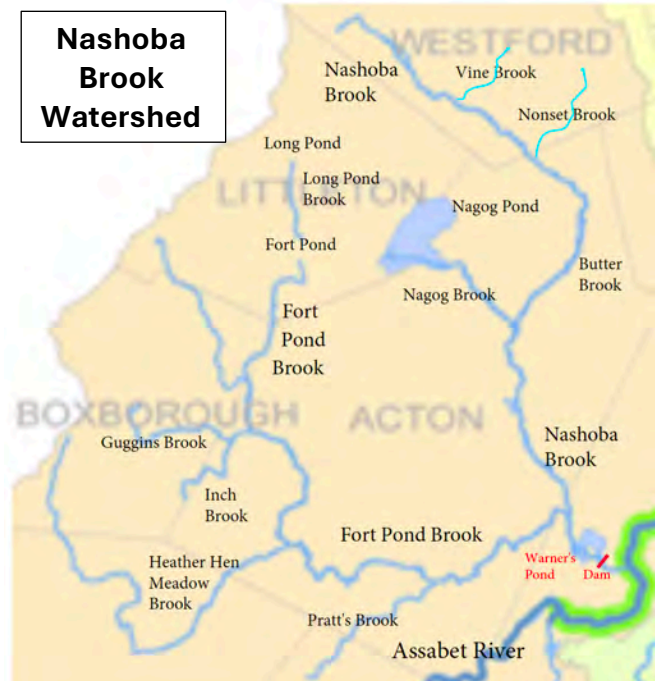 Nashoba
Brook
Watershed
WESTFORD
Nashoba
Brook
Vine Brook
Nonset Brook
Long Pond
Long Pond
Brook
LITTLETON
Nagog Pond
Fort Pond
Butter
Brook
Nagog Brook
Fort
Pond
Brook
BOXBOROUGH
ACTON
Guggins Brook
Nashoba
Brook
Inch
Brook
Fort Pond Brook
Heather Hen
Meadow
Brook
Warner's
Pond
Dam
Pratt's Brook
Assabet River